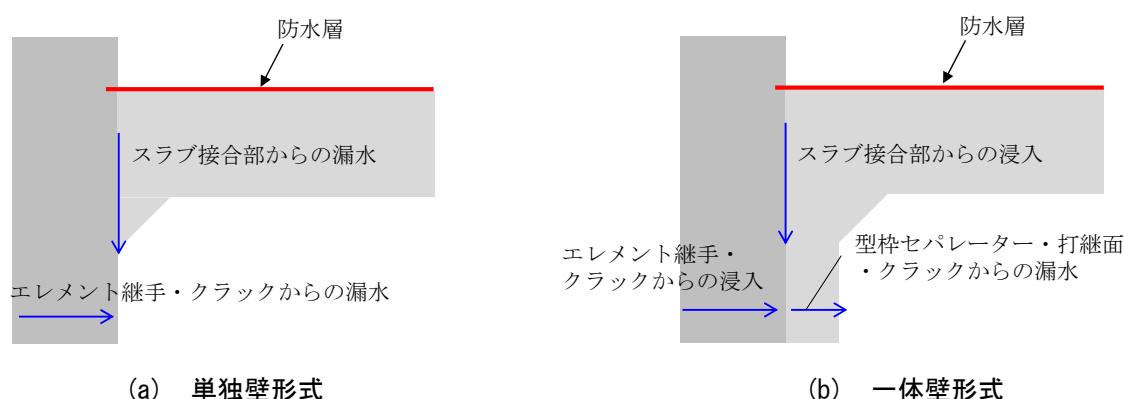 防水層
スラブ接合部からの漏水
エレメント継手・クラックからの漏水
(a) 単独壁形式
防水層
スラブ接合部からの浸入
エレメント継手・
クラックからの浸入
型枠セパレーター・打継面
・クラックからの漏水
(b) 一体壁形式